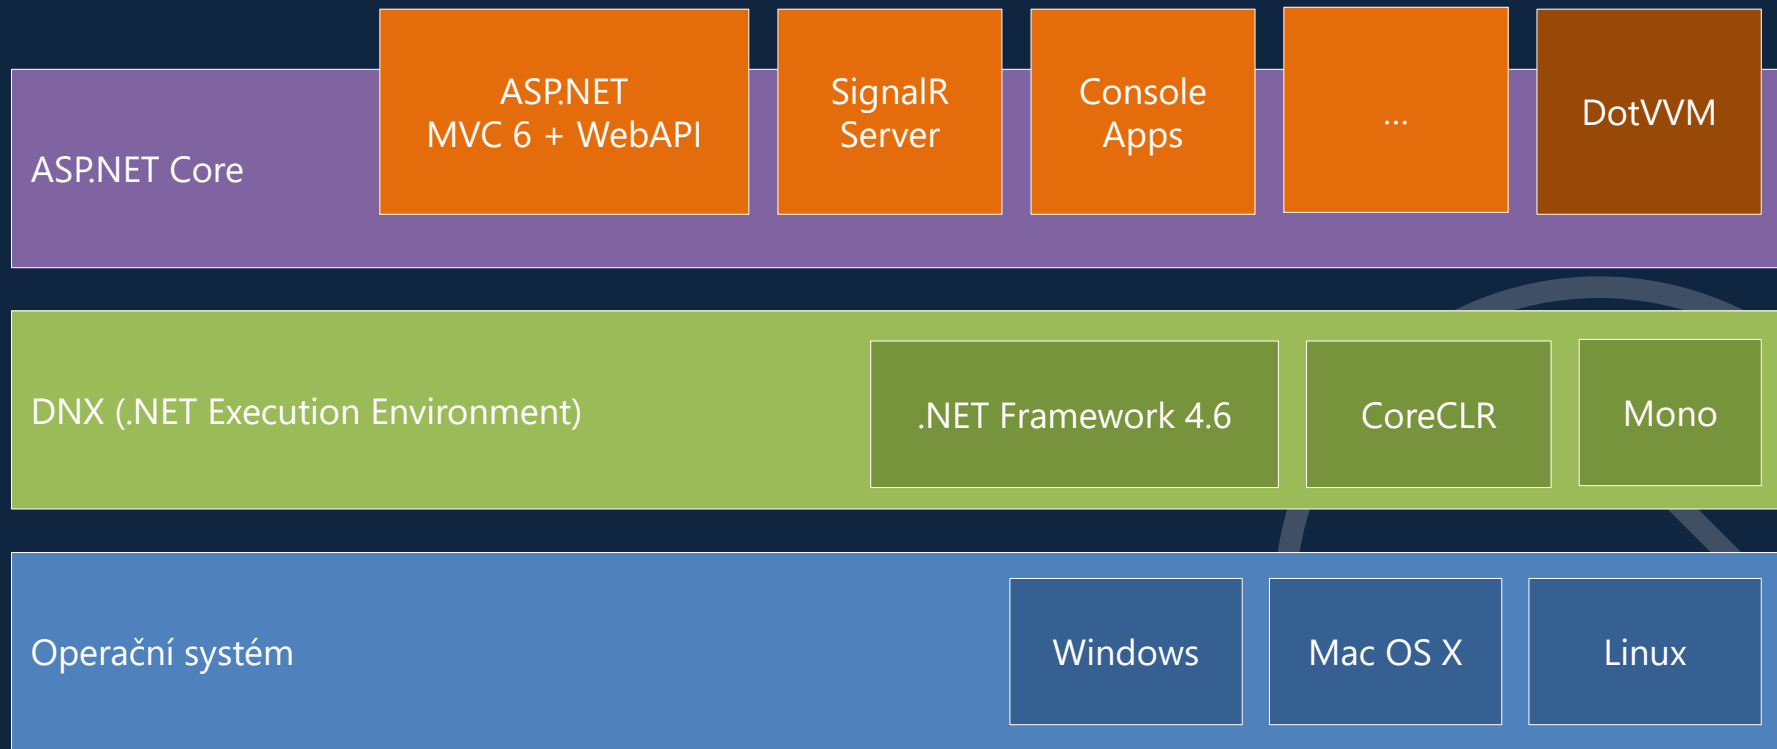 ASP.NET Core
ASP.NET
MVC 6 + WebAPI
SignalR
Server
Console
Apps
...
DotVVM
DNX (.NET Execution Environment)
.NET Framework 4.6
CoreCLR
Mono
Operační systém
Windows
Mac OS X
Linux